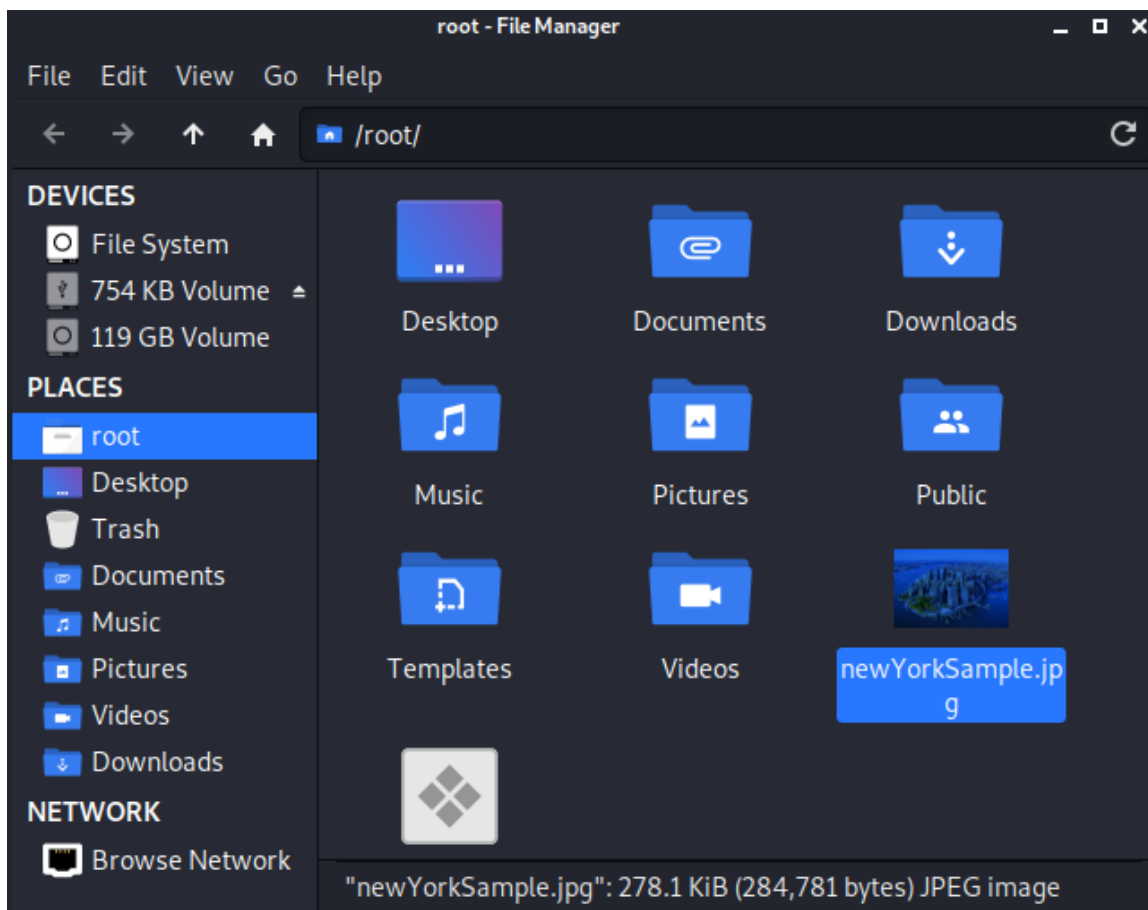 root - File Manager
File Edit View Go Help
/root/
DEVICES
File System
754 KB Volume
119 GB Volume
PLACES
root
Desktop
Trash
Documents
Music
Pictures
Videos
Downloads
NETWORK
Browse Network
Desktop Documents Downloads
Music Pictures Public
Templates Videos newYorkSample.jp
g
"newYorkSample.jpg": 278.1 KiB (284,781 bytes) JPEG image